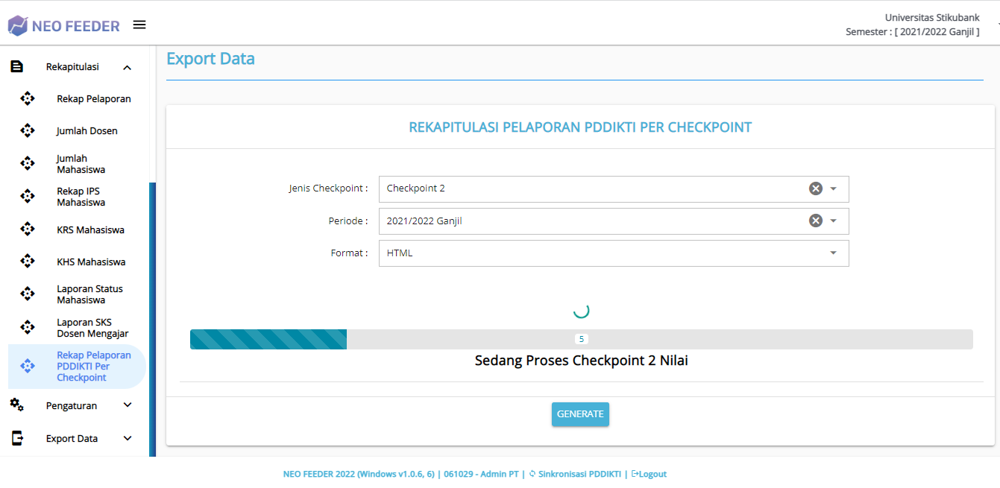 NEO FEEDER
Universitas Stikubank
Semester : [ 2021/2022 Ganjil ]
Rekapitulasi
Rekap Pelaporan
Jumlah Dosen
Jumlah
Mahasiswa
Rekap IPS
Mahasiswa
KRS Mahasiswa
KHS Mahasiswa
Laporan Status
Mahasiswa
Laporan SKS
Dosen Mengajar
Rekap Pelaporan
PDDIKTI Per
Checkpoint
Pengaturan
Export Data
Export Data
REKAPITULASI PELAPORAN PDDIKTI PER CHECKPOINT
Jenis Checkpoint : Checkpoint 2
Periode : 2021/2022 Ganjil
Format : HTML
5
Sedang Proses Checkpoint 2 Nilai
GENERATE
NEO FEEDER 2022 (Windows v1.0.6, 6) | 061029 - Admin PT | Sinkronisasi PDDIKTI | Logout